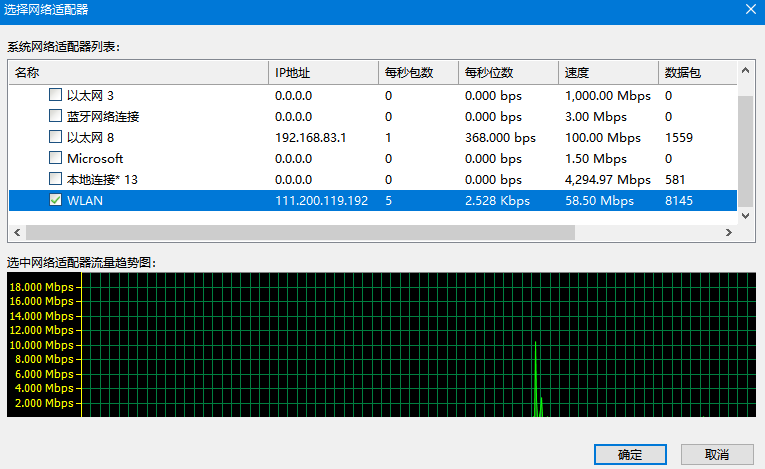 选择网络适配器
系统网络适配器列表:
名称 IP地址 每秒包数 每秒位数 速度 数据包
以太网 3 0.0.0.0 0 0.000 bps 1,000.00 Mbps 0
蓝牙网络连接 0.0.0.0 0 0.000 bps 3.00 Mbps 0
以太网 8 192.168.83.1 1 368.000 bps 100.00 Mbps 1559
Microsoft 0.0.0.0 0 0.000 bps 1.50 Mbps 0
本地连接* 13 0.0.0.0 0 0.000 bps 4,294.97 Mbps 581
WLAN 111.200.119.192 5 2.528 Kbps 58.50 Mbps 8145
选中网络适配器流量趋势图:
18.000 Mbps
16.000 Mbps
14.000 Mbps
12.000 Mbps
10.000 Mbps
8.000 Mbps
6.000 Mbps
4.000 Mbps
2.000 Mbps
确定 取消